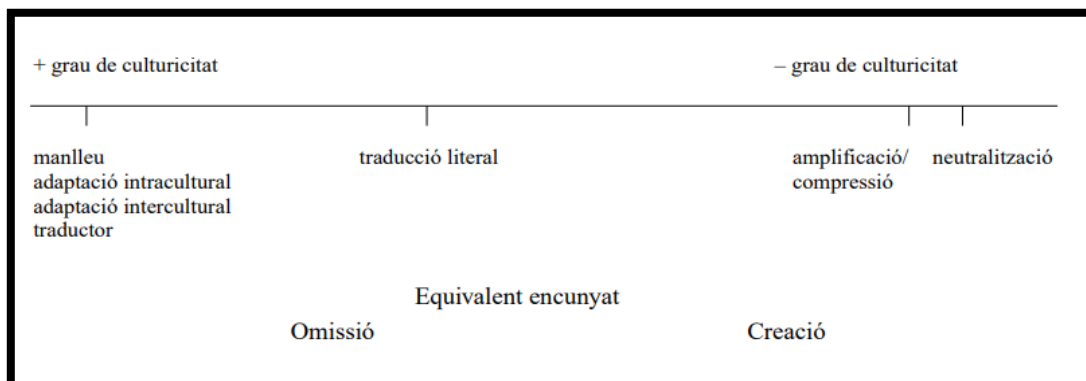 + grau de culturicitat
– grau de culturicitat
manlleu
adaptació intracultural
adaptació intercultural
traductor
traducció literal
amplificació/
compressió
neutralització
Equivalent encunyat
Omissió
Creació